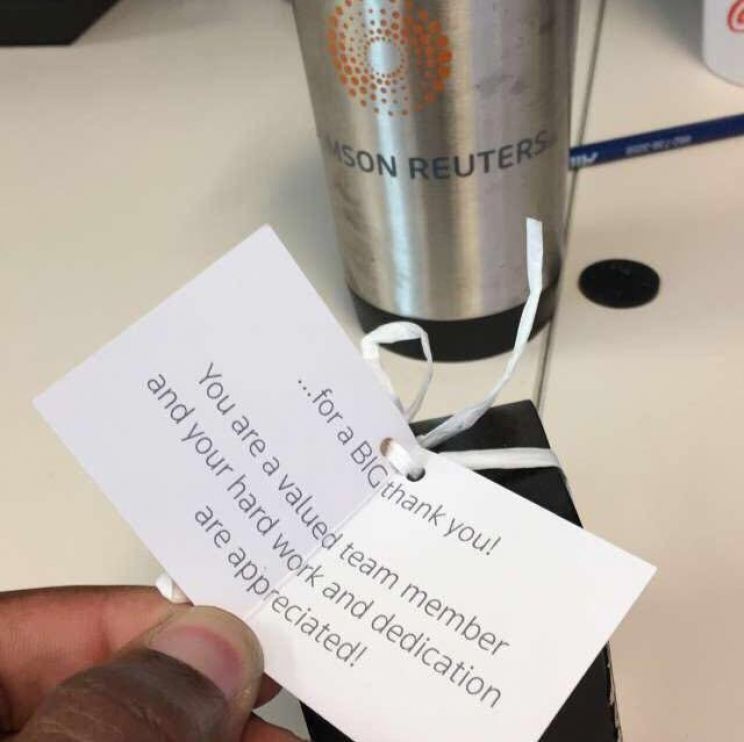 MSON REUTERS
...for a BIG thank you!
You are a valued team member
and your hard work and dedication
are appreciated!